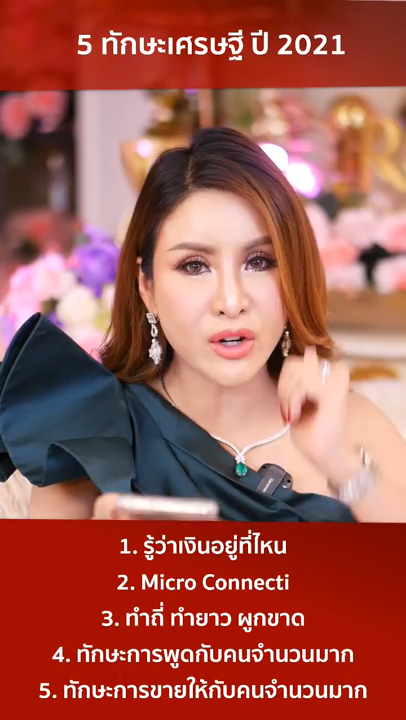 5 ทักษะเศรษฐี ปี 2021
1. รู้ว่าเงินอยู่ที่ไหน
2. Micro Connecti
3. ทำถี่ ทำยาว ผูกขาด
4. ทักษะการพูดกับคนจำนวนมาก
5. ทักษะการขายให้กับคนจำนวนมาก